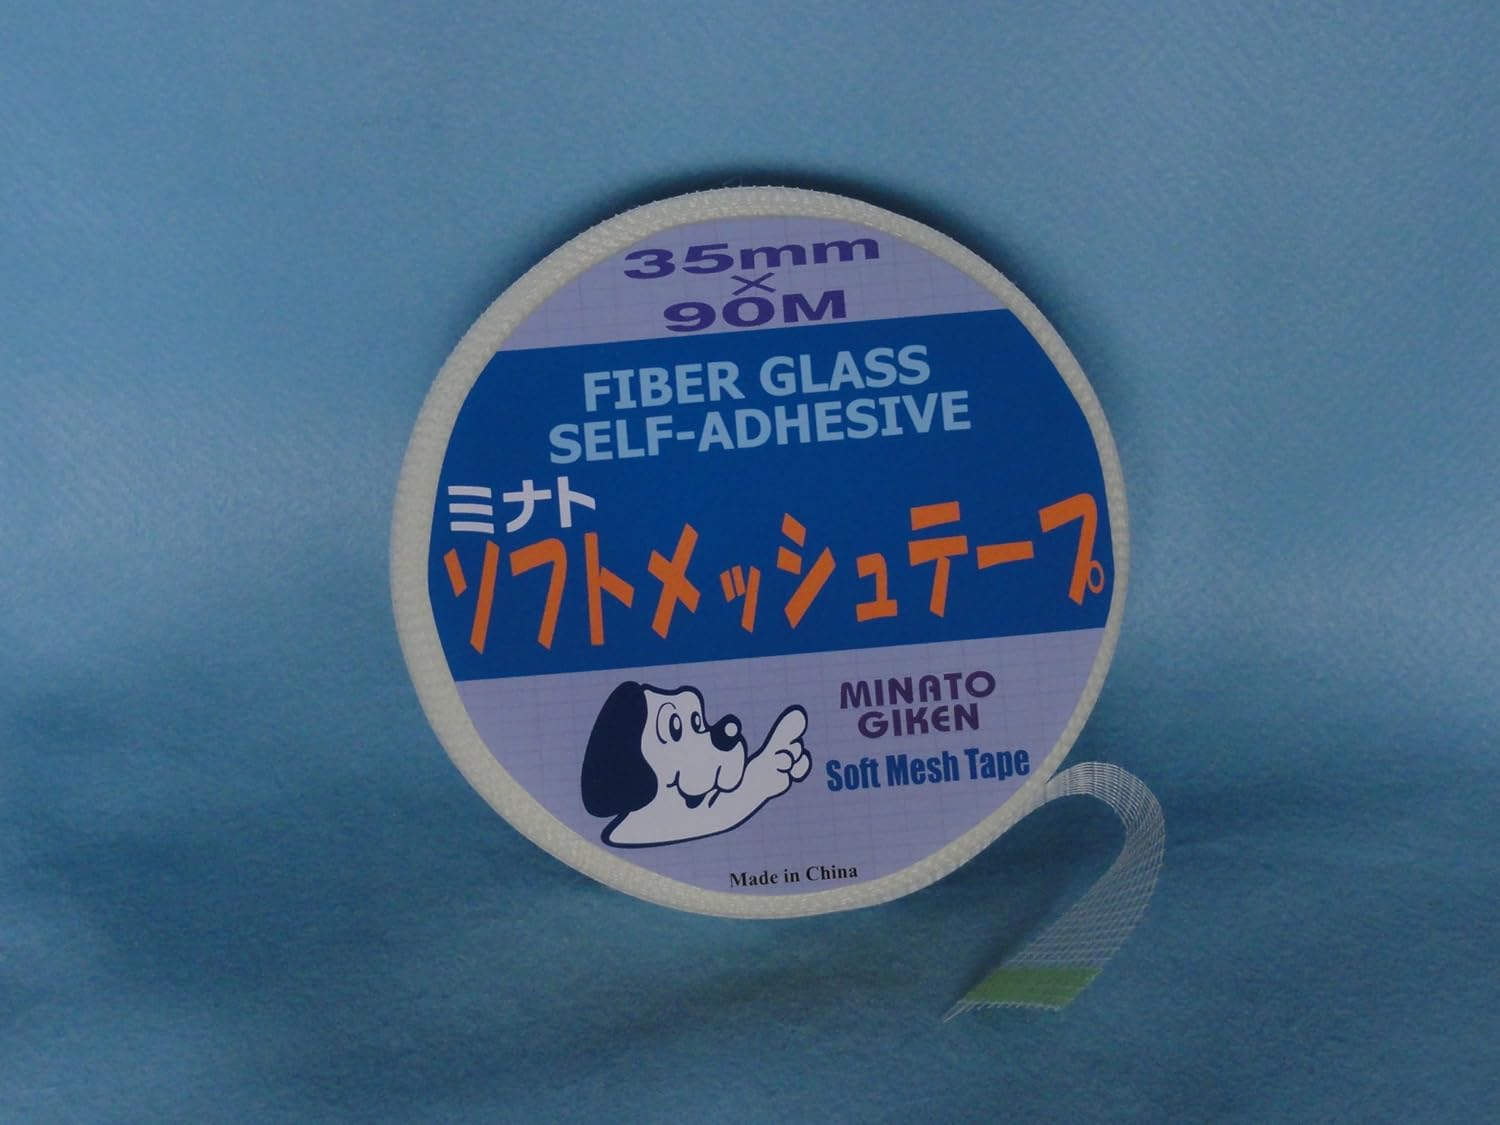 35mm
×
90M
FIBER GLASS
SELF-ADHESIVE
ミナト
ソフトメッシュテープ
MINATO
GIKEN
Soft Mesh Tape
Made in China